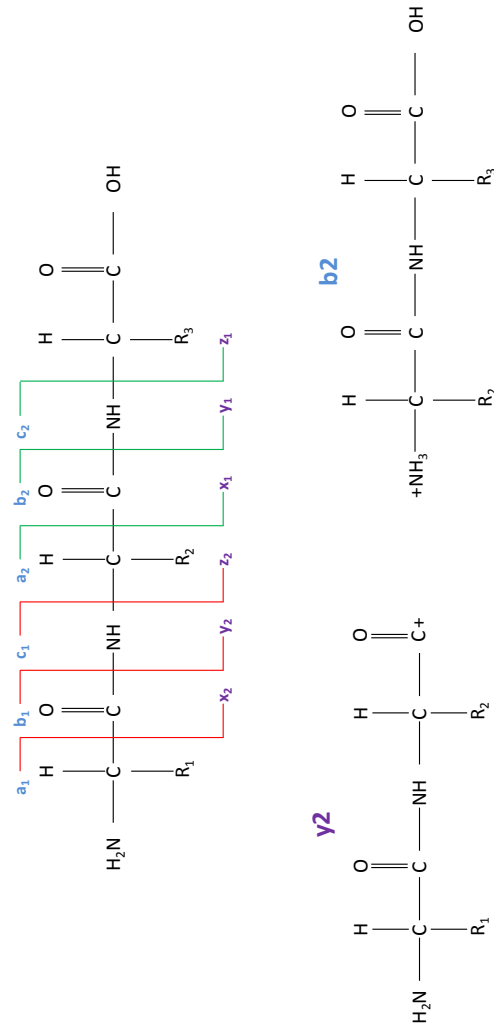 a1 b1 c1 a2 b2 c2
H O H O H O
H2N C C NH C C NH C C OH
R1 R2 R3
x2 y2 z2 x1 y1 z1
y2
H O H O
H2N C C NH C C+
R1 R2
b2
H O H O
+NH3 C C NH C C OH
R2 R3